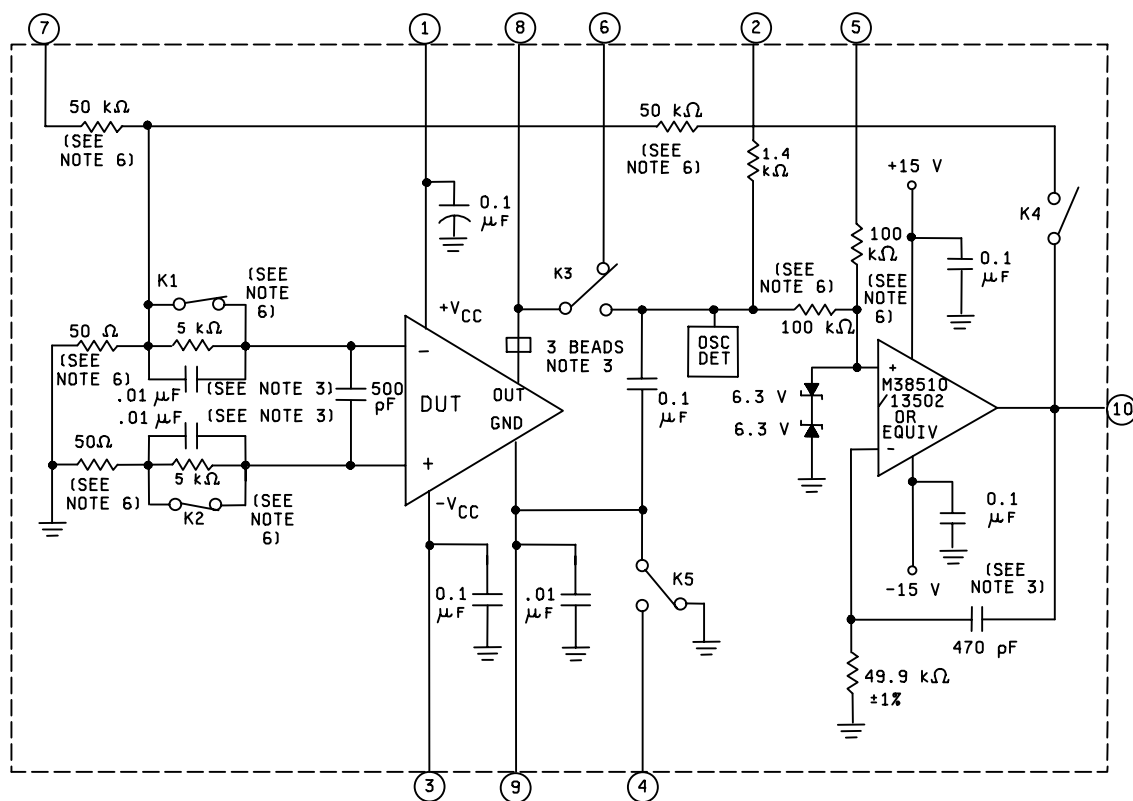 7
1
8
6
2
5
50 kΩ
(SEE
NOTE 6)
50 kΩ
(SEE
NOTE 6)
1.4
kΩ
+15 V
K4
0.1
μF
100
kΩ
0.1
μF
K1
(SEE
NOTE
6)
K3
(SEE
NOTE 6)
(SEE
NOTE
6)
+VCC
50 Ω
5 kΩ
100 kΩ
(SEE
NOTE 6)
OSC
DET
3 BEADS
NOTE 3
.01 μF
(SEE NOTE 3)
500
pF
.01 μF
(SEE NOTE 3)
-
DUT
OUT
GND
+
0.1
μF
6.3 V
6.3 V
+
M38510
/13502
OR
EQUIV
-
10
50Ω
5 kΩ
(SEE
NOTE 6)
K2
(SEE
NOTE
6)
-VCC
0.1
μF
K5
-15 V
(SEE
NOTE 3)
0.1
μF
.01
μF
470 pF
49.9 kΩ
±1%
3
9
4